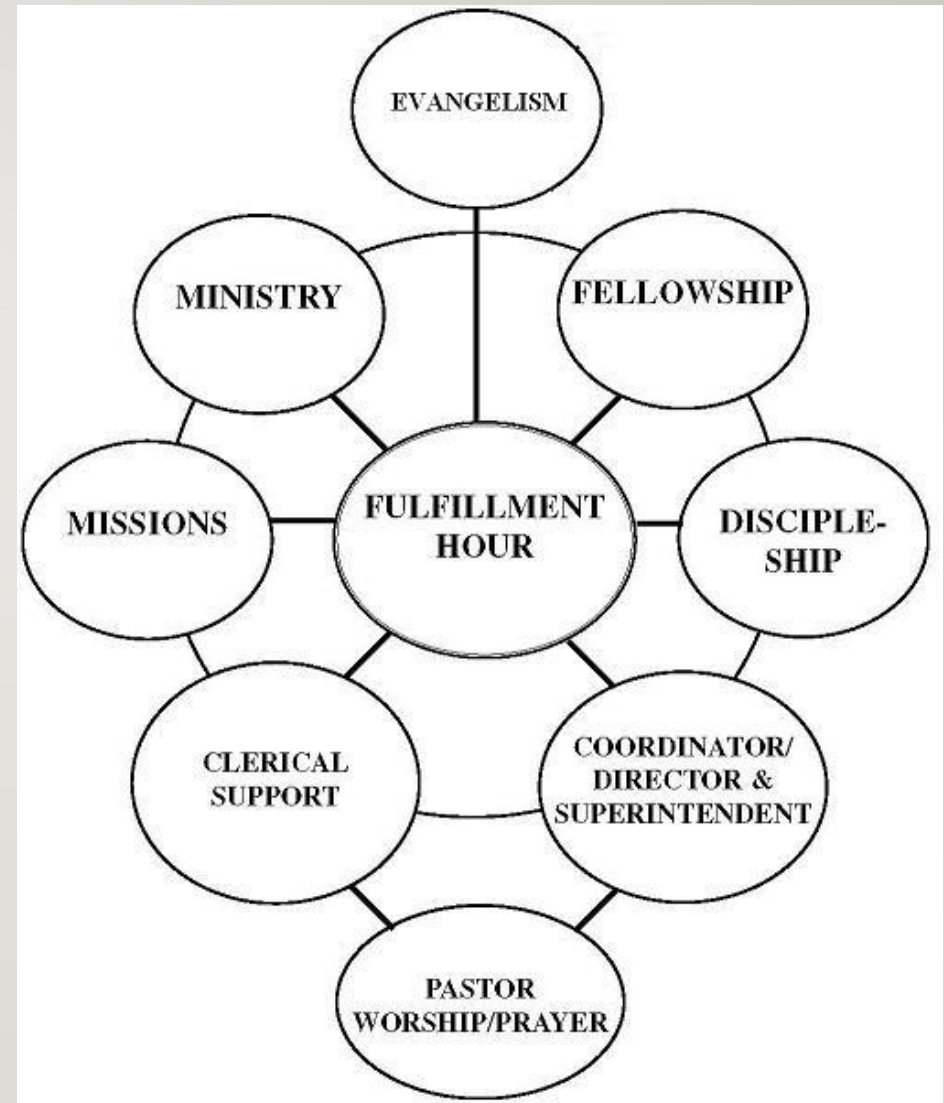 EVANGELISM
MINISTRY
FELLOWSHIP
MISSIONS
FULFILLMENT
HOUR
DISCIPLE-
SHIP
CLERICAL
SUPPORT
COORDINATOR/
DIRECTOR &
SUPERINTENDENT
PASTOR
WORSHIP/PRAYER